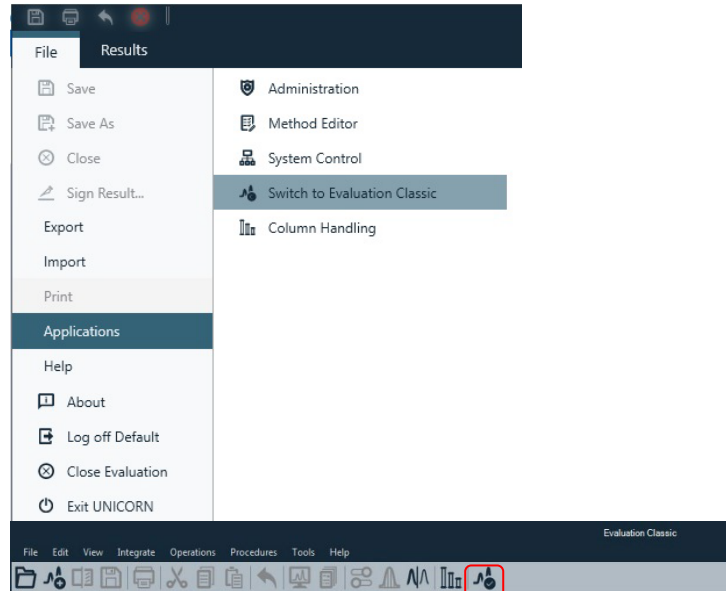 File Results
Save
Save As
Close
Sign Result...
Export
Import
Print
Applications
Help
About
Log off Default
Close Evaluation
Exit UNICORN
Administration
Method Editor
System Control
Switch to Evaluation Classic
Column Handling
Evaluation Classic
File Edit View Integrate Operations Procedures Tools Help